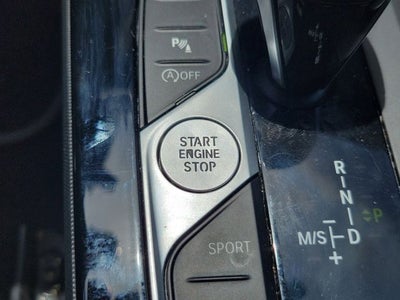 P
A OFF
START
ENGINE
STOP
SPORT
R
N
D
P
M/S
−
+